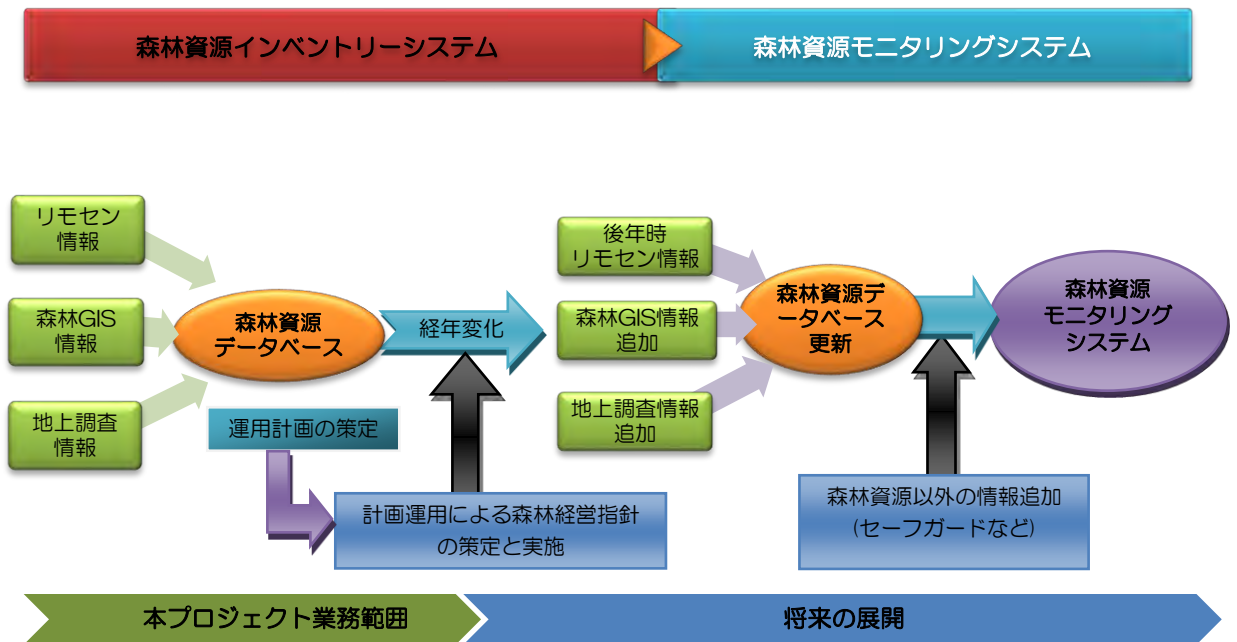 森林資源インベントリーシステム
森林資源モニタリングシステム
リモセン
情報
森林GIS
情報
地上調査
情報
森林資源
データベース
経年変化
運用計画の策定
計画運用による森林経営指針
の策定と実施
後年時
リモセン情報
森林GIS情報
追加
地上調査情報
追加
森林資源デ
ータベース
更新
森林資源
モニタリング
システム
森林資源以外の情報追加
(セーフガードなど)
本プロジェクト業務範囲
将来の展開